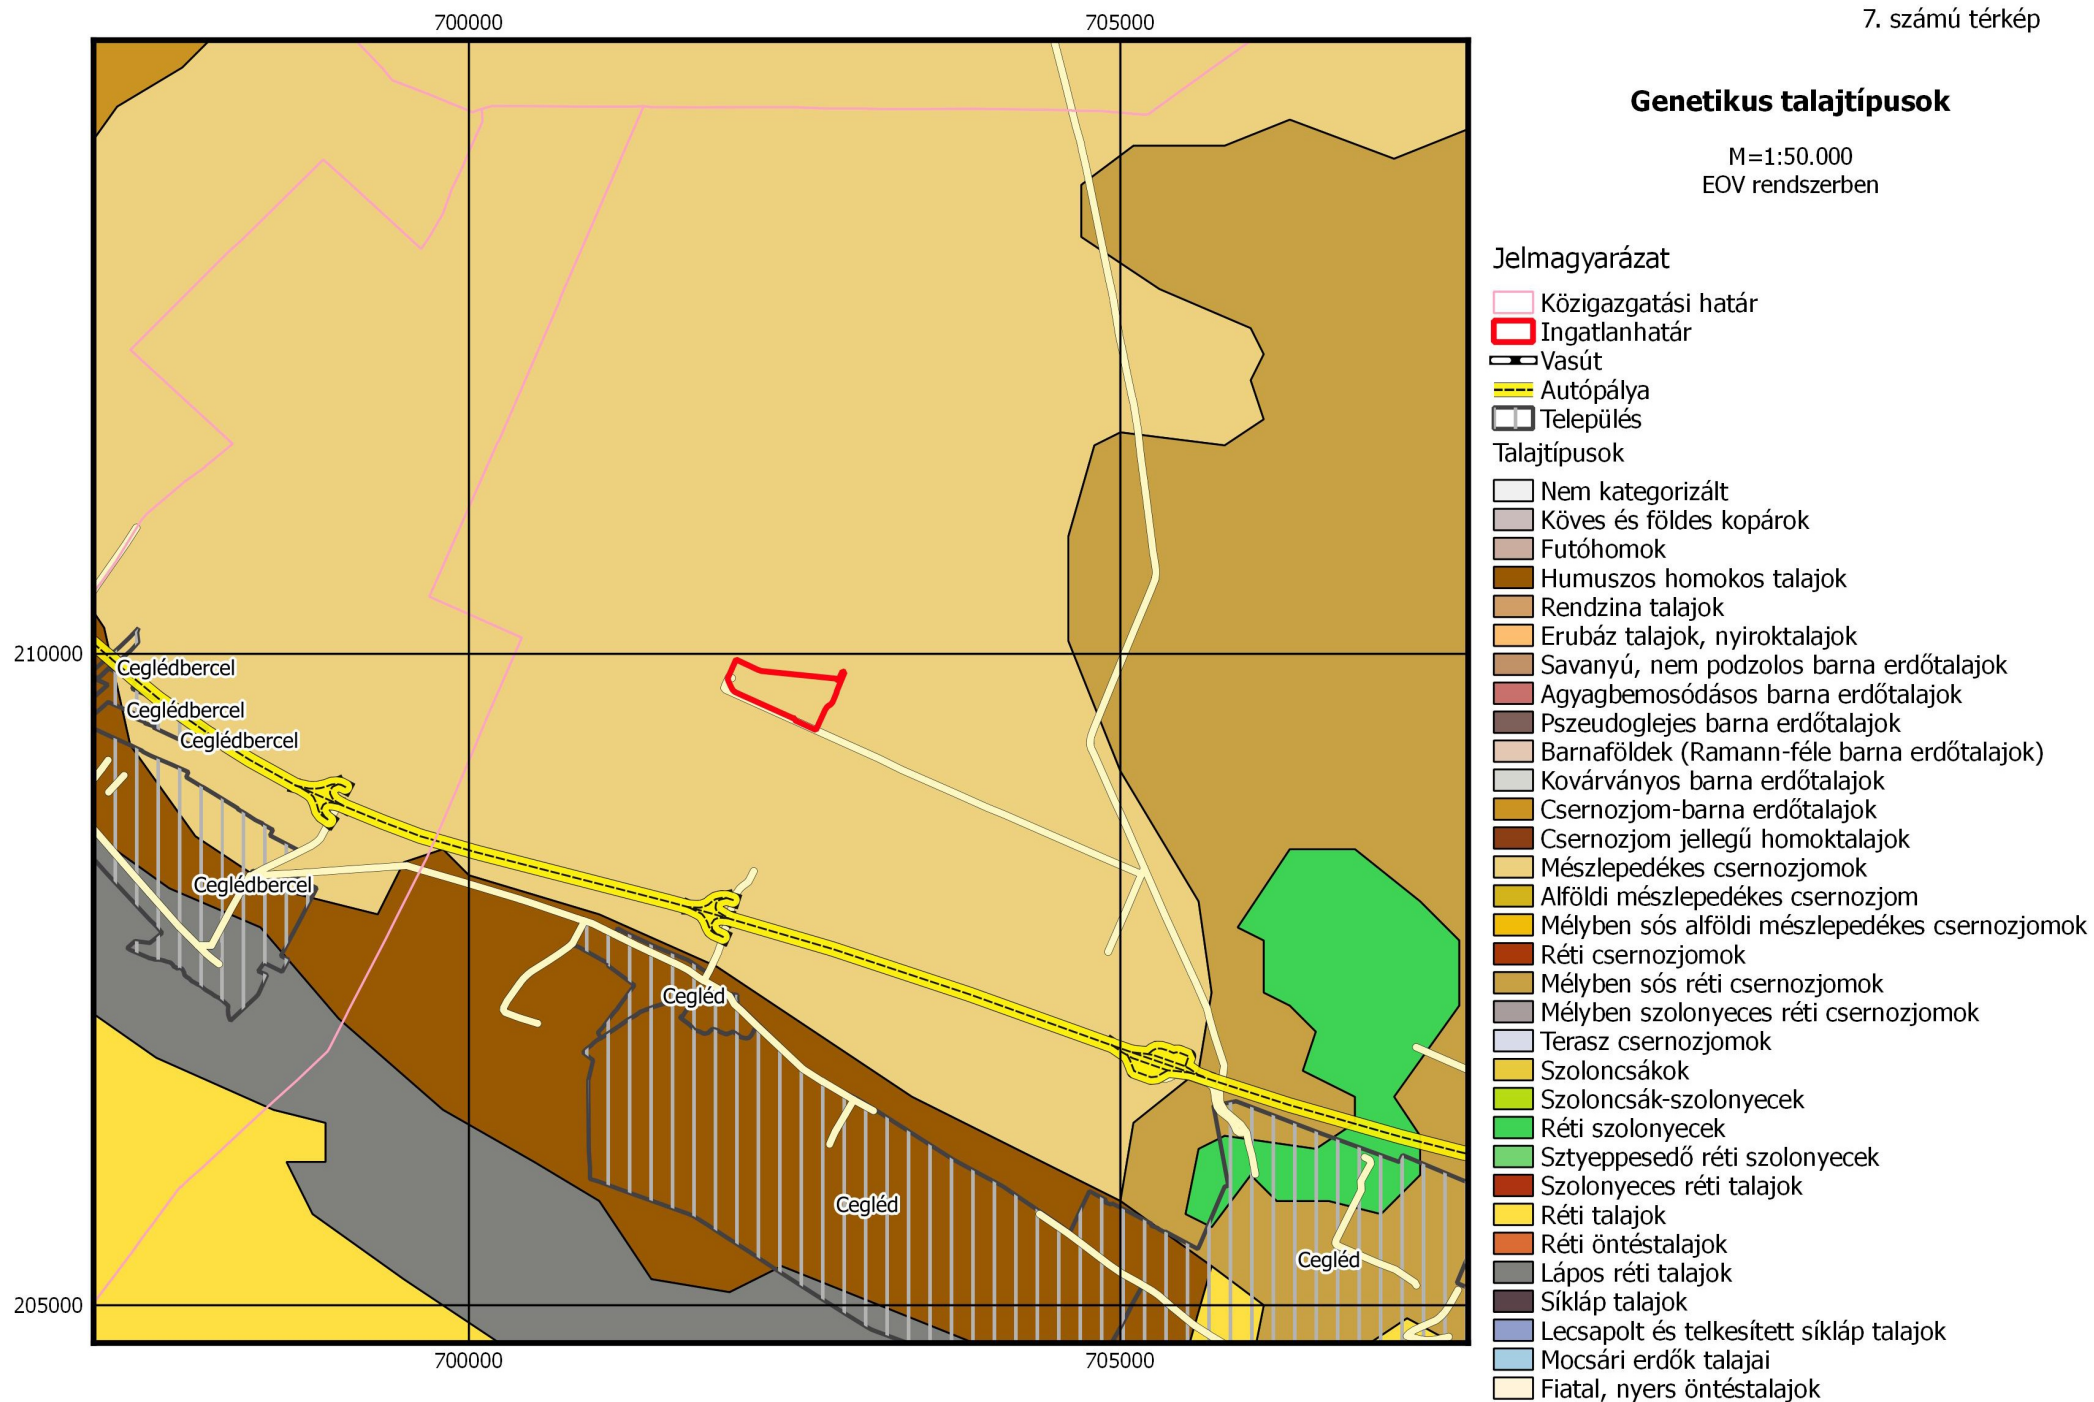 7. számú térkép
700000
705000
Genetikus talajtípusok
M=1:50.000
EOV rendszerben
Jelmagyarázat
Közigazgatási határ
Ingatlanhatár
Vasút
Autópálya
Település
Talajtípusok
Nem kategorizált
Köves és földes kopárok
Futóhomok
Humuszos homokos talajok
Rendzina talajok
Erubáz talajok, nyiroktalajok
Savanyú, nem podzolos barna erdőtalajok
Agyagbemosódásos barna erdőtalajok
Pszeudoglejes barna erdőtalajok
Barnaföldek (Ramann-féle barna erdőtalajok)
Kovárványos barna erdőtalajok
Csernozjom-barna erdőtalajok
Csernozjom jellegű homoktalajok
Mészlepedékes csernozjomok
Alföldi mészlepedékes csernozjom
Mélyben sós alföldi mészlepedékes csernozjomok
Réti csernozjomok
Mélyben sós réti csernozjomok
Mélyben szolonyeces réti csernozjomok
Terasz csernozjomok
Szoloncsákok
Szoloncsák-szolonyecek
Réti szolonyecek
Sztyeppesedő réti szolonyecek
Szolonyeces réti talajok
Réti talajok
Réti öntéstalajok
Lápos réti talajok
Síkláp talajok
Lecsapolt és telkesített síkláp talajok
Mocsári erdők talajai
Fiatal, nyers öntéstalajok
210000
Ceglédbercel
Ceglédbercel
Ceglédbercel
Ceglédbercel
Cegléd
Cegléd
Cegléd
205000
700000
705000